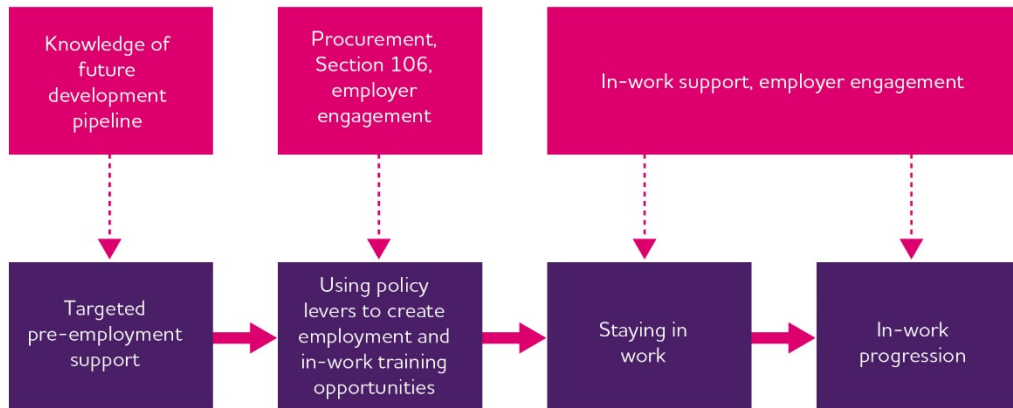 Knowledge of
future
development
pipeline
Procurement,
Section 106,
employer
engagement
In-work support, employer engagement
Targeted
pre-employment
support
Using policy
levers to create
employment and
in-work training
opportunities
Staying in
work
In-work
progression